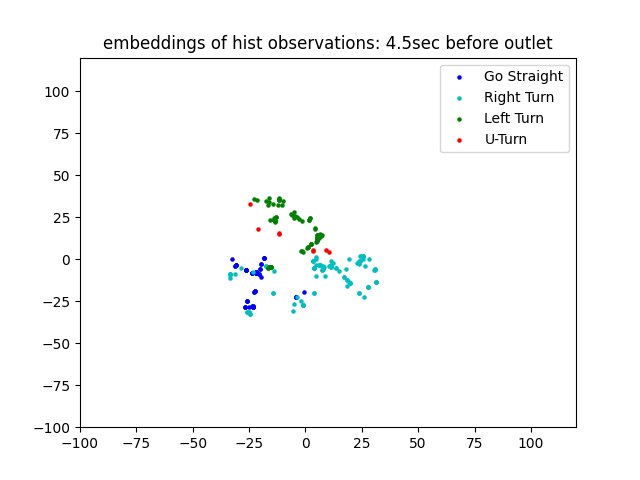 embeddings of hist observations: 4.5sec before outlet
Go Straight
Right Turn
Left Turn
U-Turn
100
75
50
25
0
−25
−50
−75
−100
−100 −75 −50 −25 0 25 50 75 100